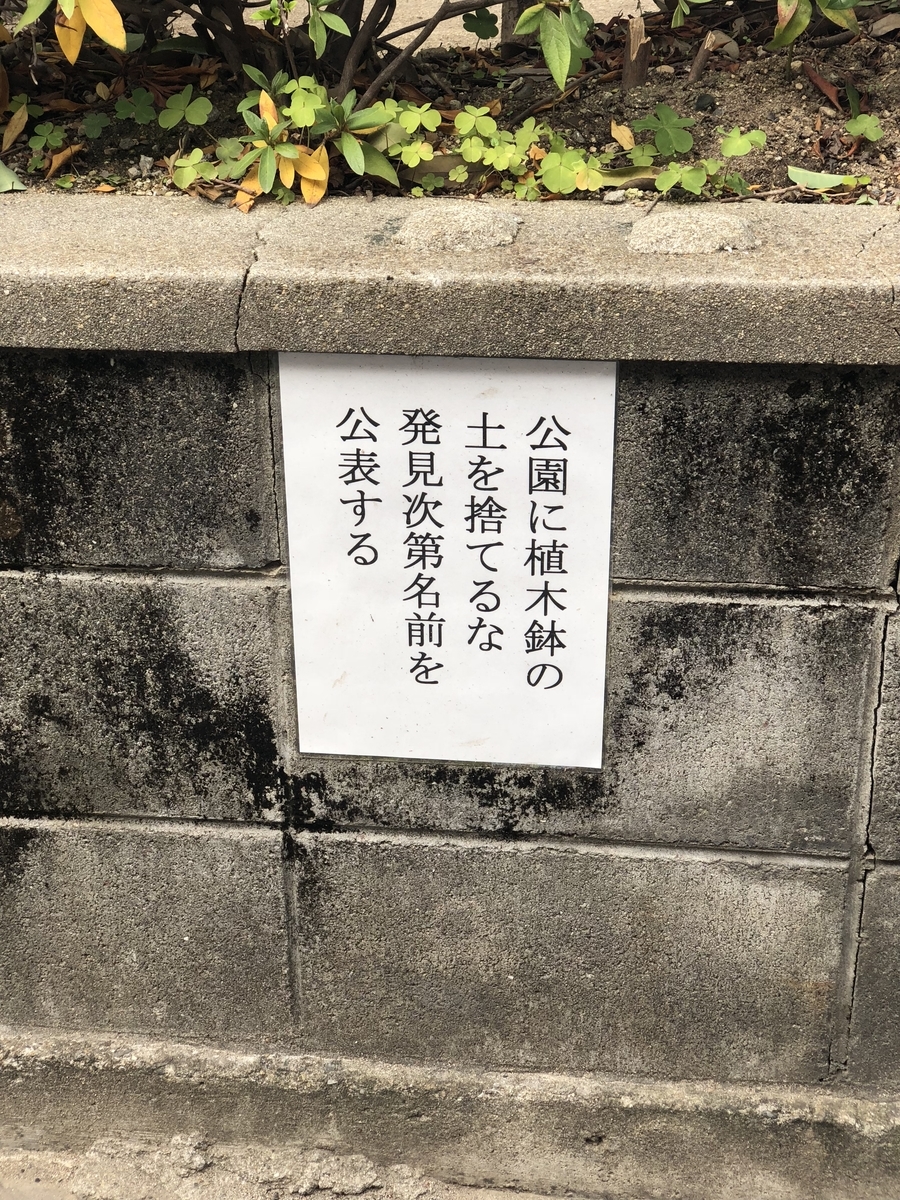 公園に植木鉢の
土を捨てるな
発見次第名前を
公表する